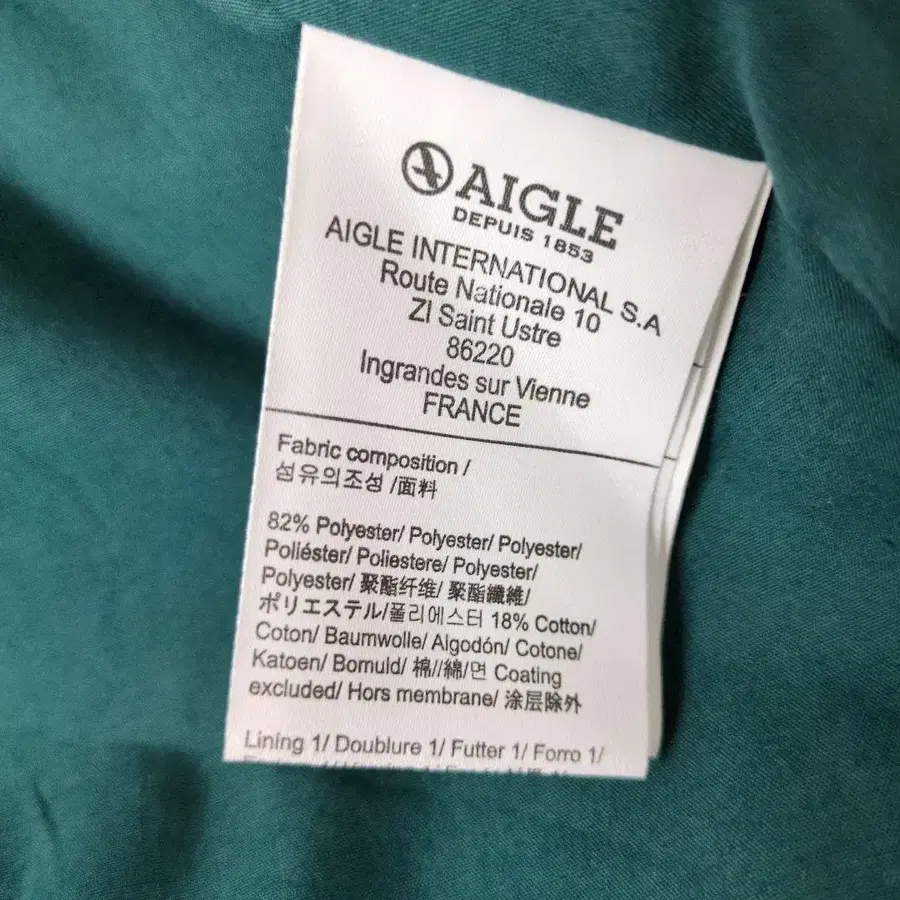 AIGLE
DEPUIS 1853
AIGLE INTERNATIONAL S.A
Route Nationale 10
ZI Saint Ustre
86220
Ingrandes sur Vienne
FRANCE
Fabric composition /
섬유의조성 /面料
82% Polyester/ Polyester/ Polyester/
Poliéster/ Poliestere/ Polyester/
Polyester/ 聚酯纤维/ 聚酯纖維/
ポリエステル/폴리에스터 18% Cotton/
Coton/ Baumwolle/ Algodón/ Cotone/
Katoen/ Bomuld/ 棉//綿/면 Coating
excluded/ Hors membrane/ 涂层除外
Lining 1/ Doublure 1/ Futter 1/ Forro 1/